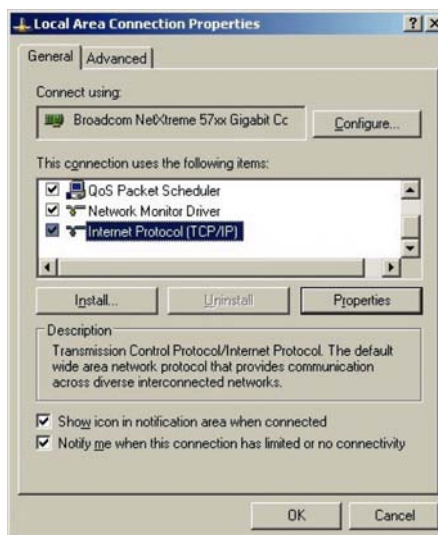 Local Area Connection Properties
General Advanced
Connect using:
Broadcom NetXtreme 57xx Gigabit Cc
Configure...
This connection uses the following items:
QoS Packet Scheduler
Network Monitor Driver
Internet Protocol (TCP/IP)
Install... Uninstall Properties
Description
Transmission Control Protocol/Internet Protocol. The default
wide area network protocol that provides communication
across diverse interconnected networks.
Show icon in notification area when connected
Notify me when this connection has limited or no connectivity
OK Cancel